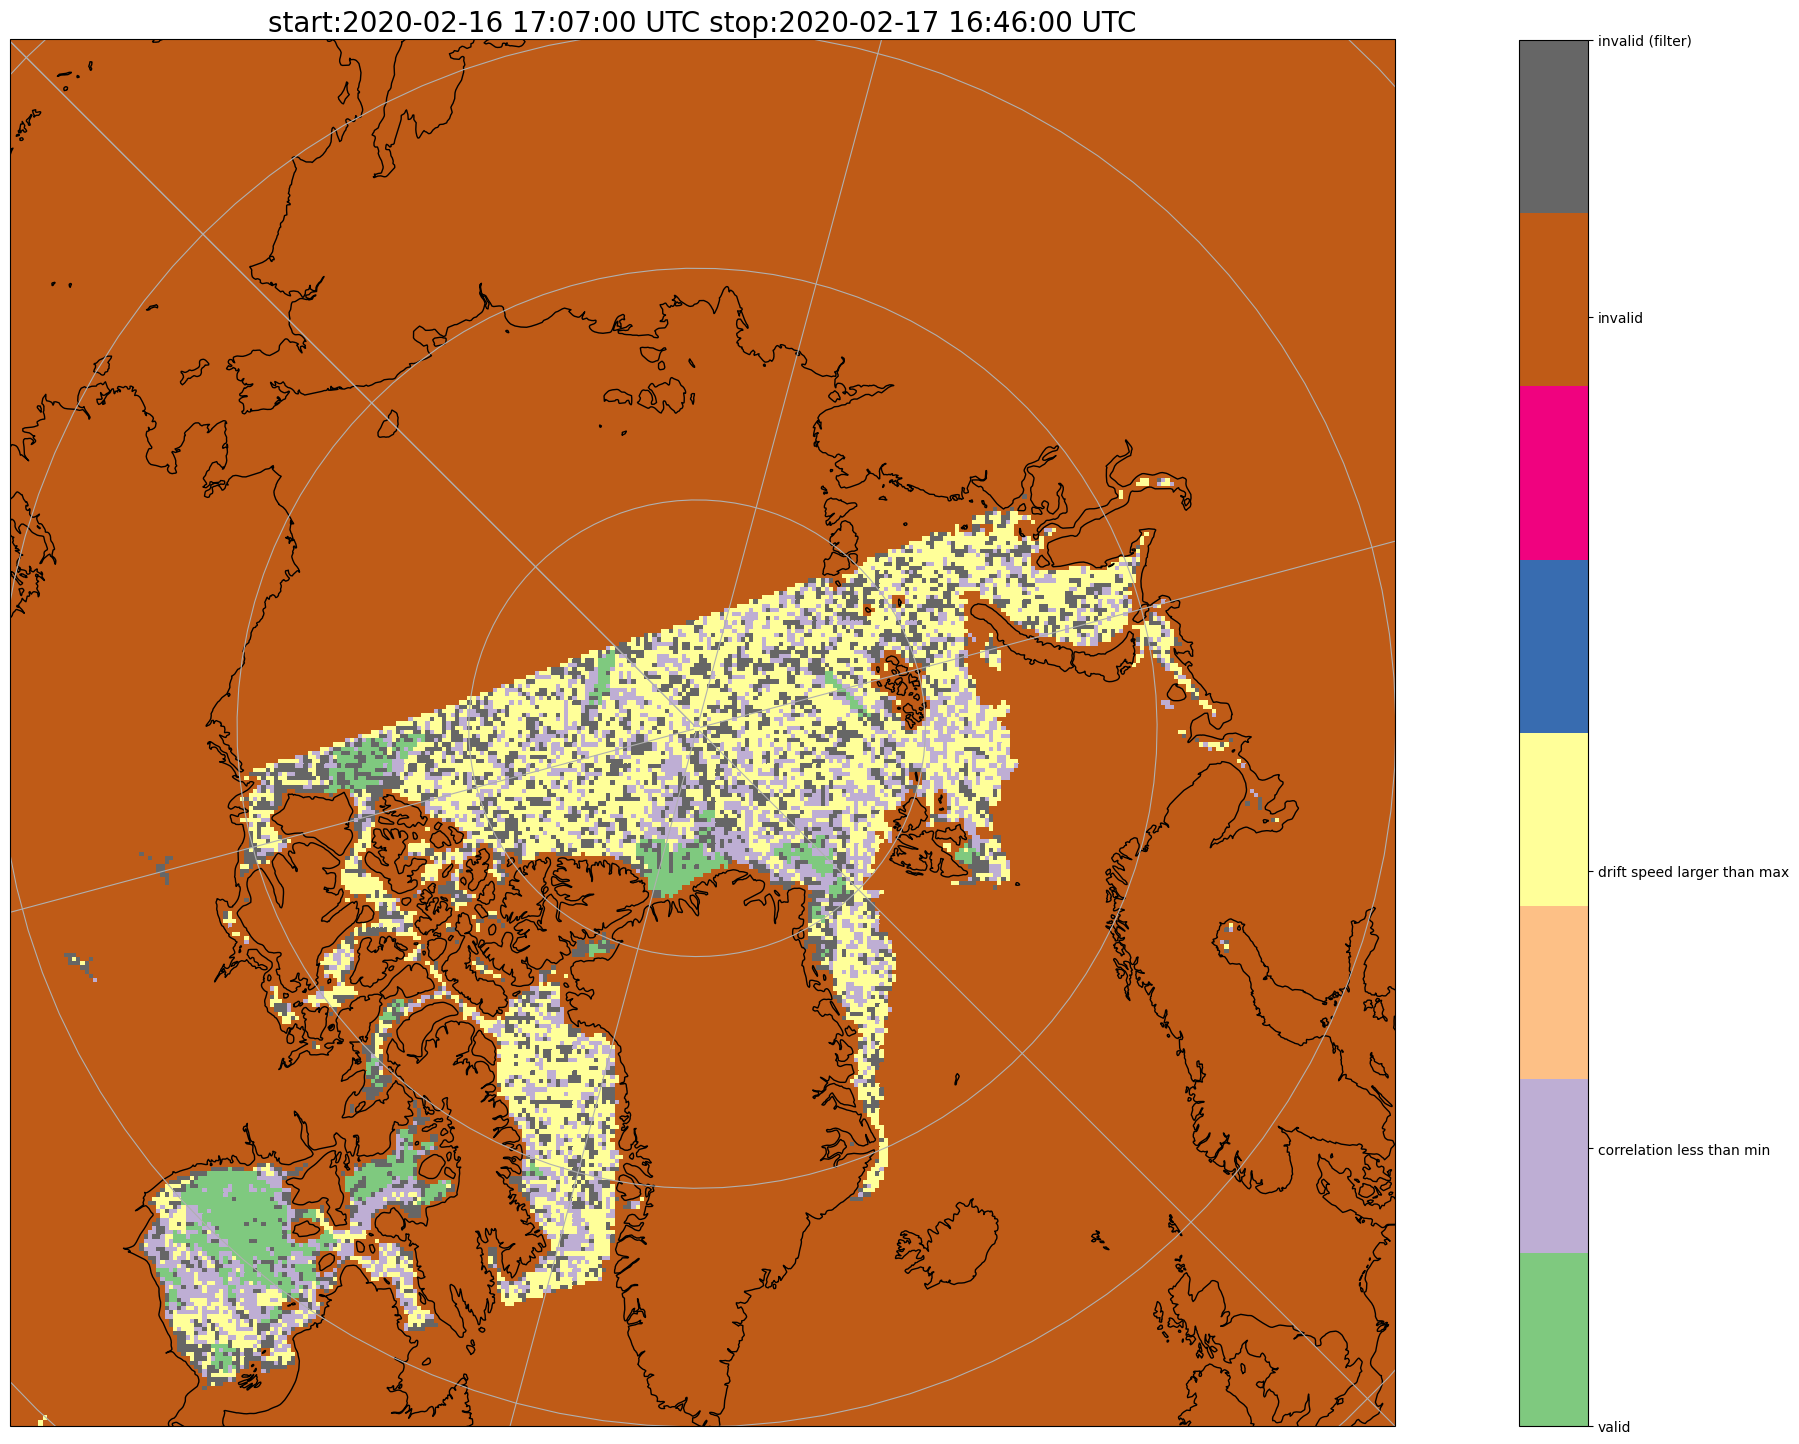 start:2020-02-16 17:07:00 UTC stop:2020-02-17 16:46:00 UTC
invalid (filter)
invalid
drift speed larger than max
correlation less than min
valid